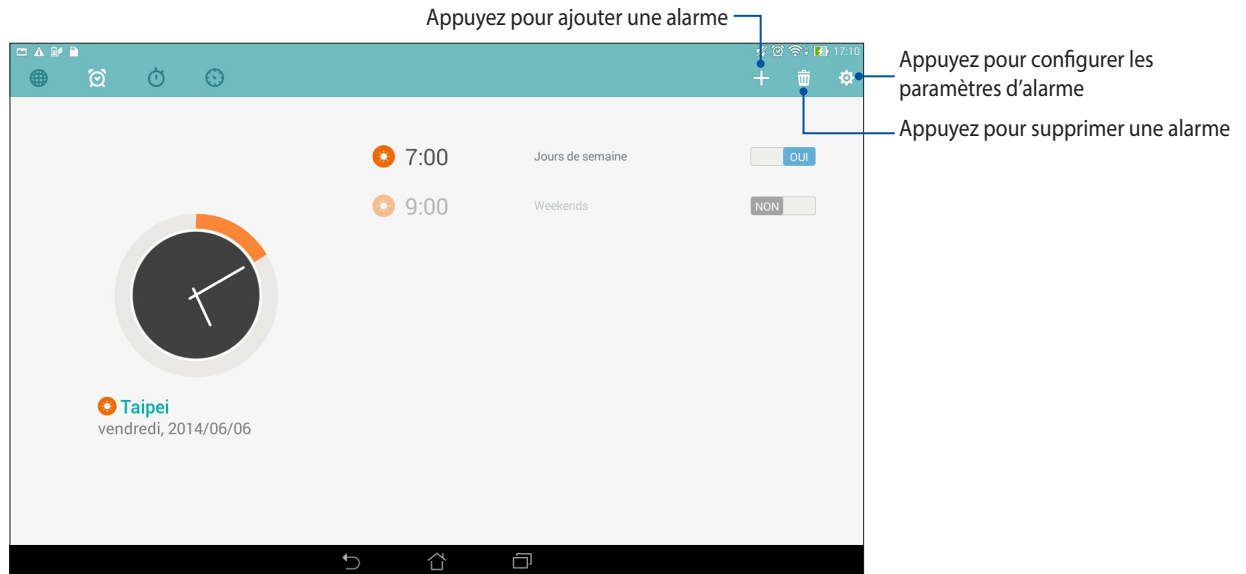 Appuyez pour ajouter une alarme
17:10
Appuyez pour configurer les
paramètres d'alarme
Appuyez pour supprimer une alarme
7:00 Jours de semaine OUI
9:00 Weekends NON
Taipei
vendredi, 2014/06/06